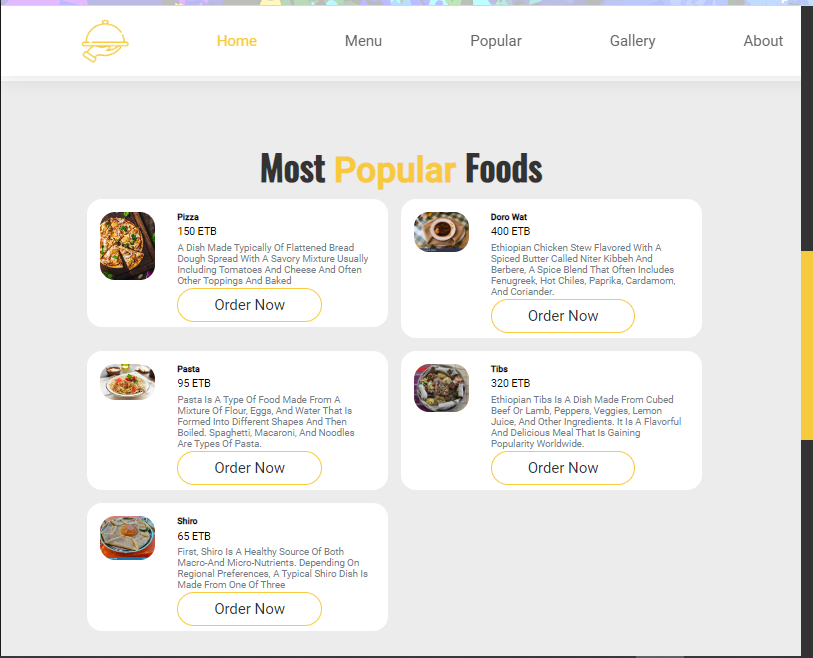 Home Menu Popular Gallery About
Most Popular Foods
Pizza
150 ETB
A Dish Made Typically Of Flattened Bread
Dough Spread With A Savory Mixture Usually
Including Tomatoes And Cheese And Often
Other Toppings And Baked
Order Now
Doro Wat
400 ETB
Ethiopian Chicken Stew Flavored With A
Spiced Butter Called Niter Kibbeh And
Berbere, A Spice Blend That Often Includes
Fenugreek, Hot Chiles, Paprika, Cardamom,
And Coriander.
Order Now
Pasta
95 ETB
Pasta Is A Type Of Food Made From A
Mixture Of Flour, Eggs, And Water That Is
Formed Into Different Shapes And Then
Boiled. Spaghetti, Macaroni, And Noodles
Are Types Of Pasta.
Order Now
Tibs
320 ETB
Ethiopian Tibs Is A Dish Made From Cubed
Beef Or Lamb, Peppers, Veggies, Lemon
Juice, And Other Ingredients. It Is A Flavorful
And Delicious Meal That Is Gaining
Popularity Worldwide.
Order Now
Shiro
65 ETB
First, Shiro Is A Healthy Source Of Both
Macro-And Micro-Nutrients. Depending On
Regional Preferences, A Typical Shiro Dish Is
Made From One Of Three
Order Now